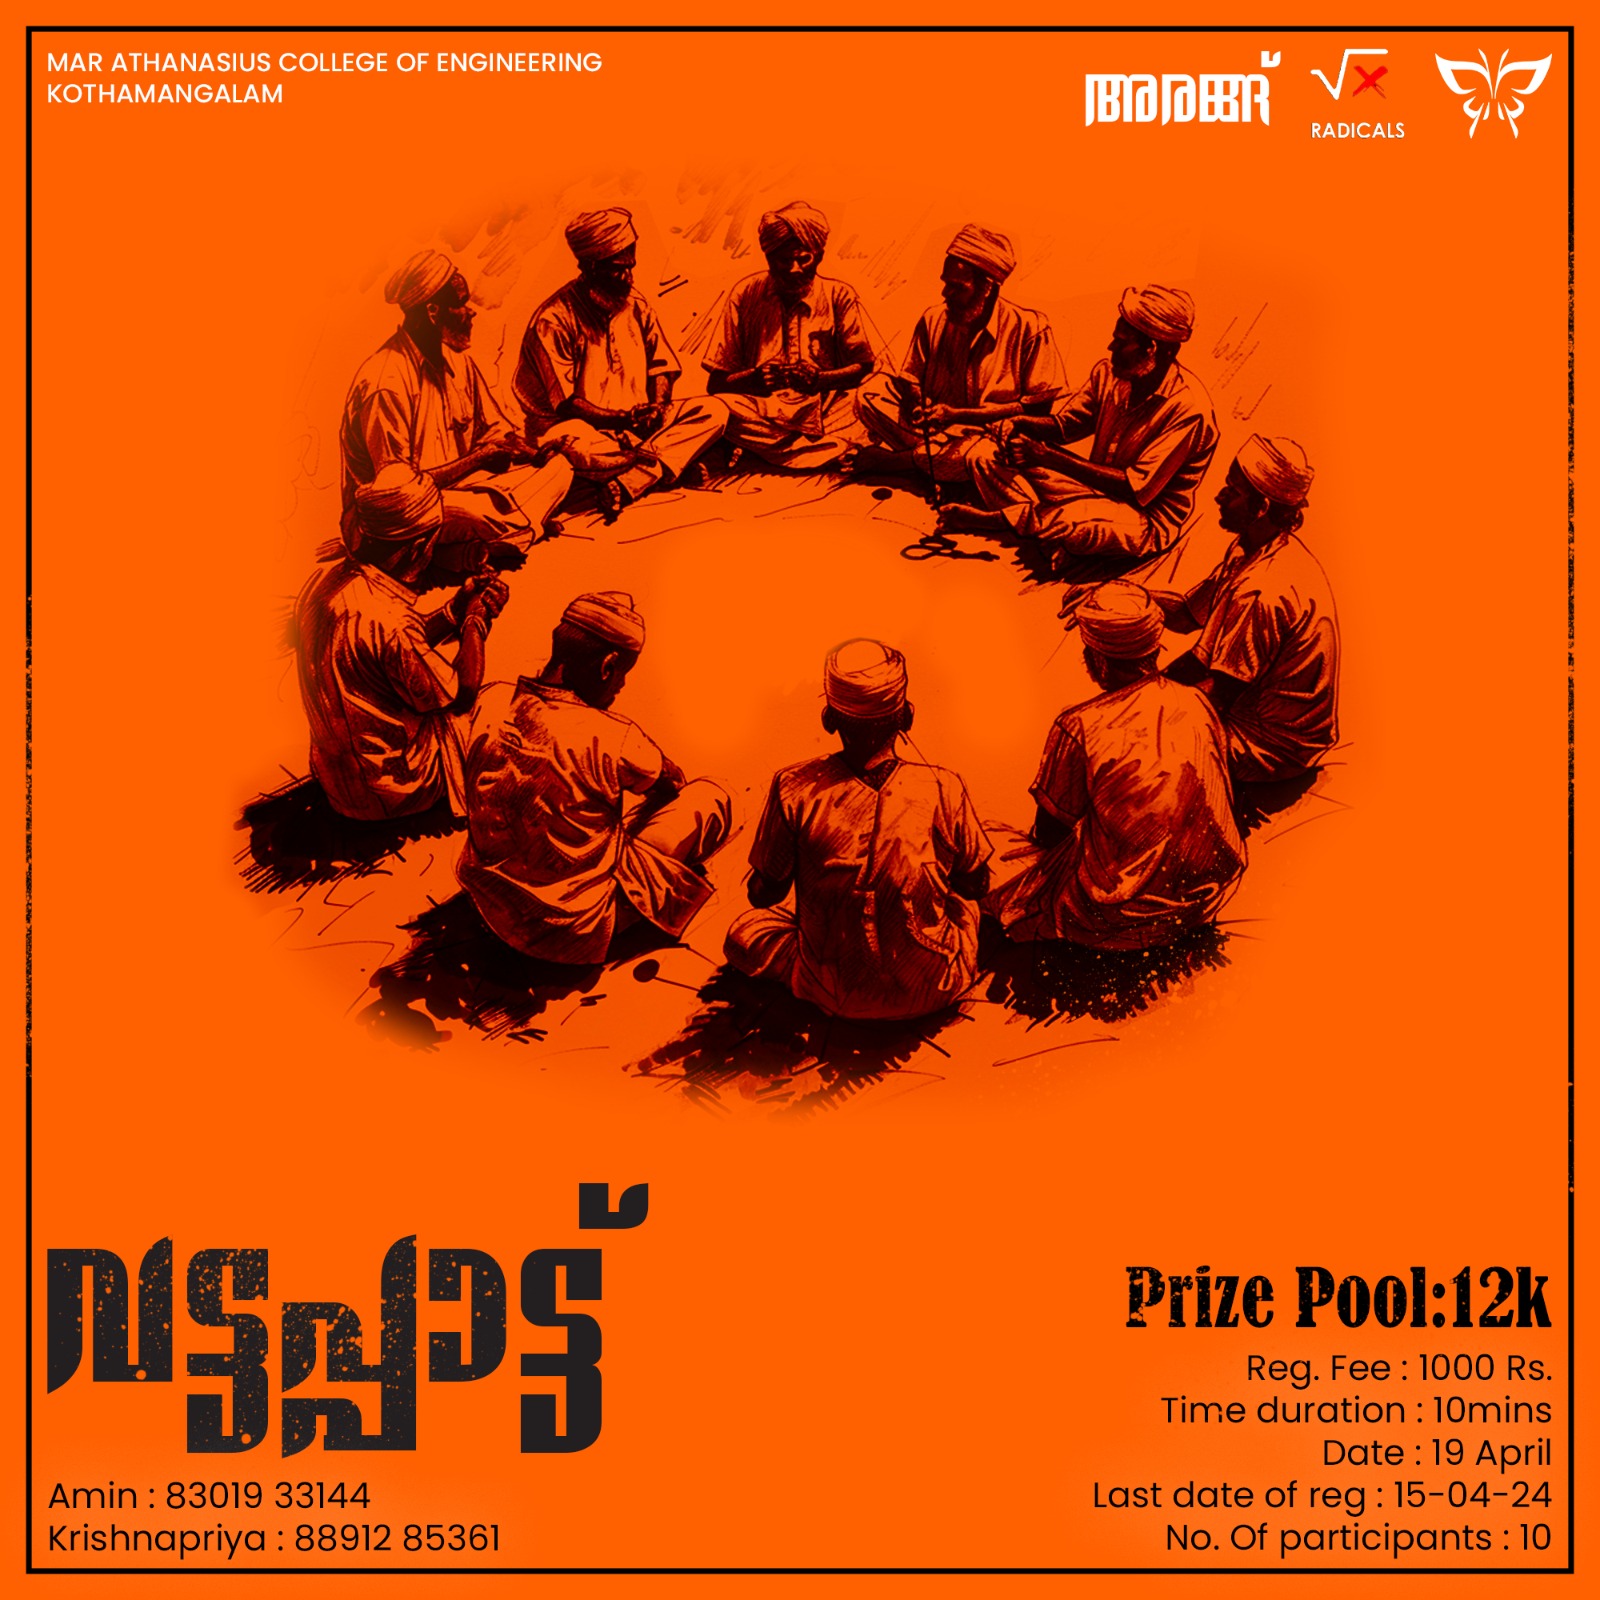 MAR ATHANASIUS COLLEGE OF ENGINEERING
KOTHAMANGALAM
അരങ്ങ്
√x
RADICALS
വട്ടപ്പാട്ട്
Prize Pool:12k
Reg. Fee : 1000 Rs.
Time duration : 10mins
Date : 19 April
Last date of reg : 15-04-24
No. Of participants : 10
Amin : 83019 33144
Krishnapriya : 88912 85361